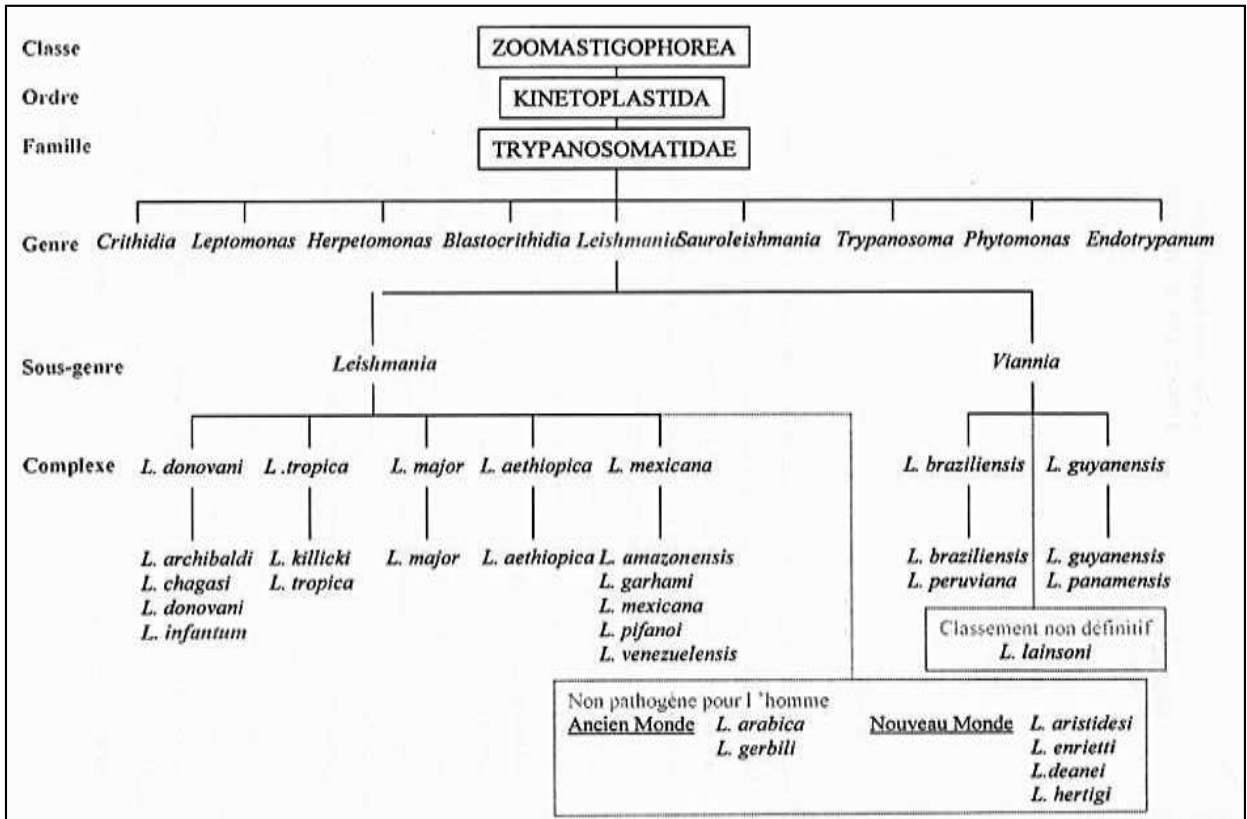 Classe ZOOMASTIGOPHOREA
Ordre KINETOPLASTIDA
Famille TRYPANOSOMATIDAE
Genre Crithidia Leptomonas Herpetomonas Blastocrithidia Leishmania Sauroleishmania Trypanosoma Phytomonas Endotrypanum
Sous-genre Leishmania Viannia
Complexe L. donovani L .tropica L. major L. aethiopica L. mexicana L. braziliensis L. guyanensis
L. archibaldi L. killicki L. major L. aethiopica L. amazonensis L. braziliensis L. guyanensis
L. chagasi L. tropica L. garhami L. peruviana L. panamensis
L. donovani L. mexicana
L. infantum L. pifanoi
L. venezuelensis
Classement non définitif
L. lainsoni
Non pathogène pour l 'homme
Ancien Monde L. arabica Nouveau Monde L. aristidesi
L. gerbili L. enrietti
L.deanei
L. hertigi